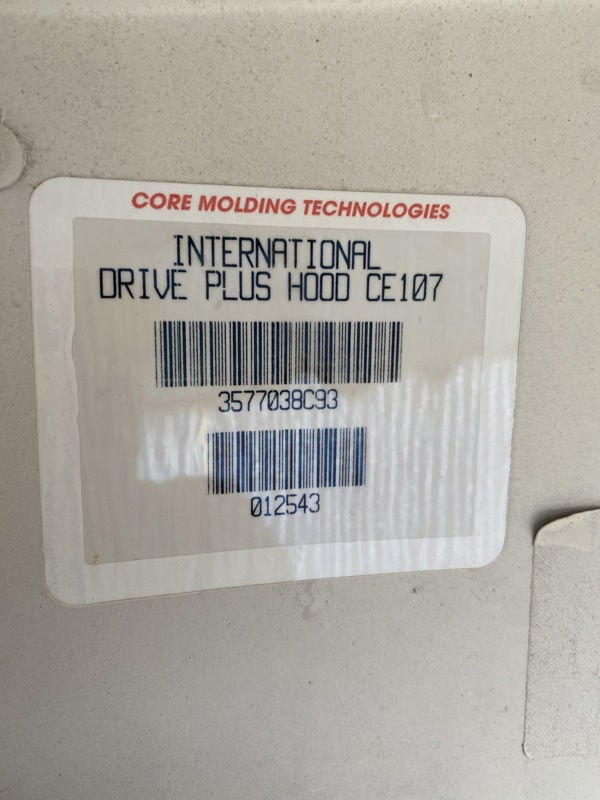 CORE MOLDING TECHNOLOGIES
INTERNATIONAL
DRIVE PLUS HOOD CE107
3577038C93
012543